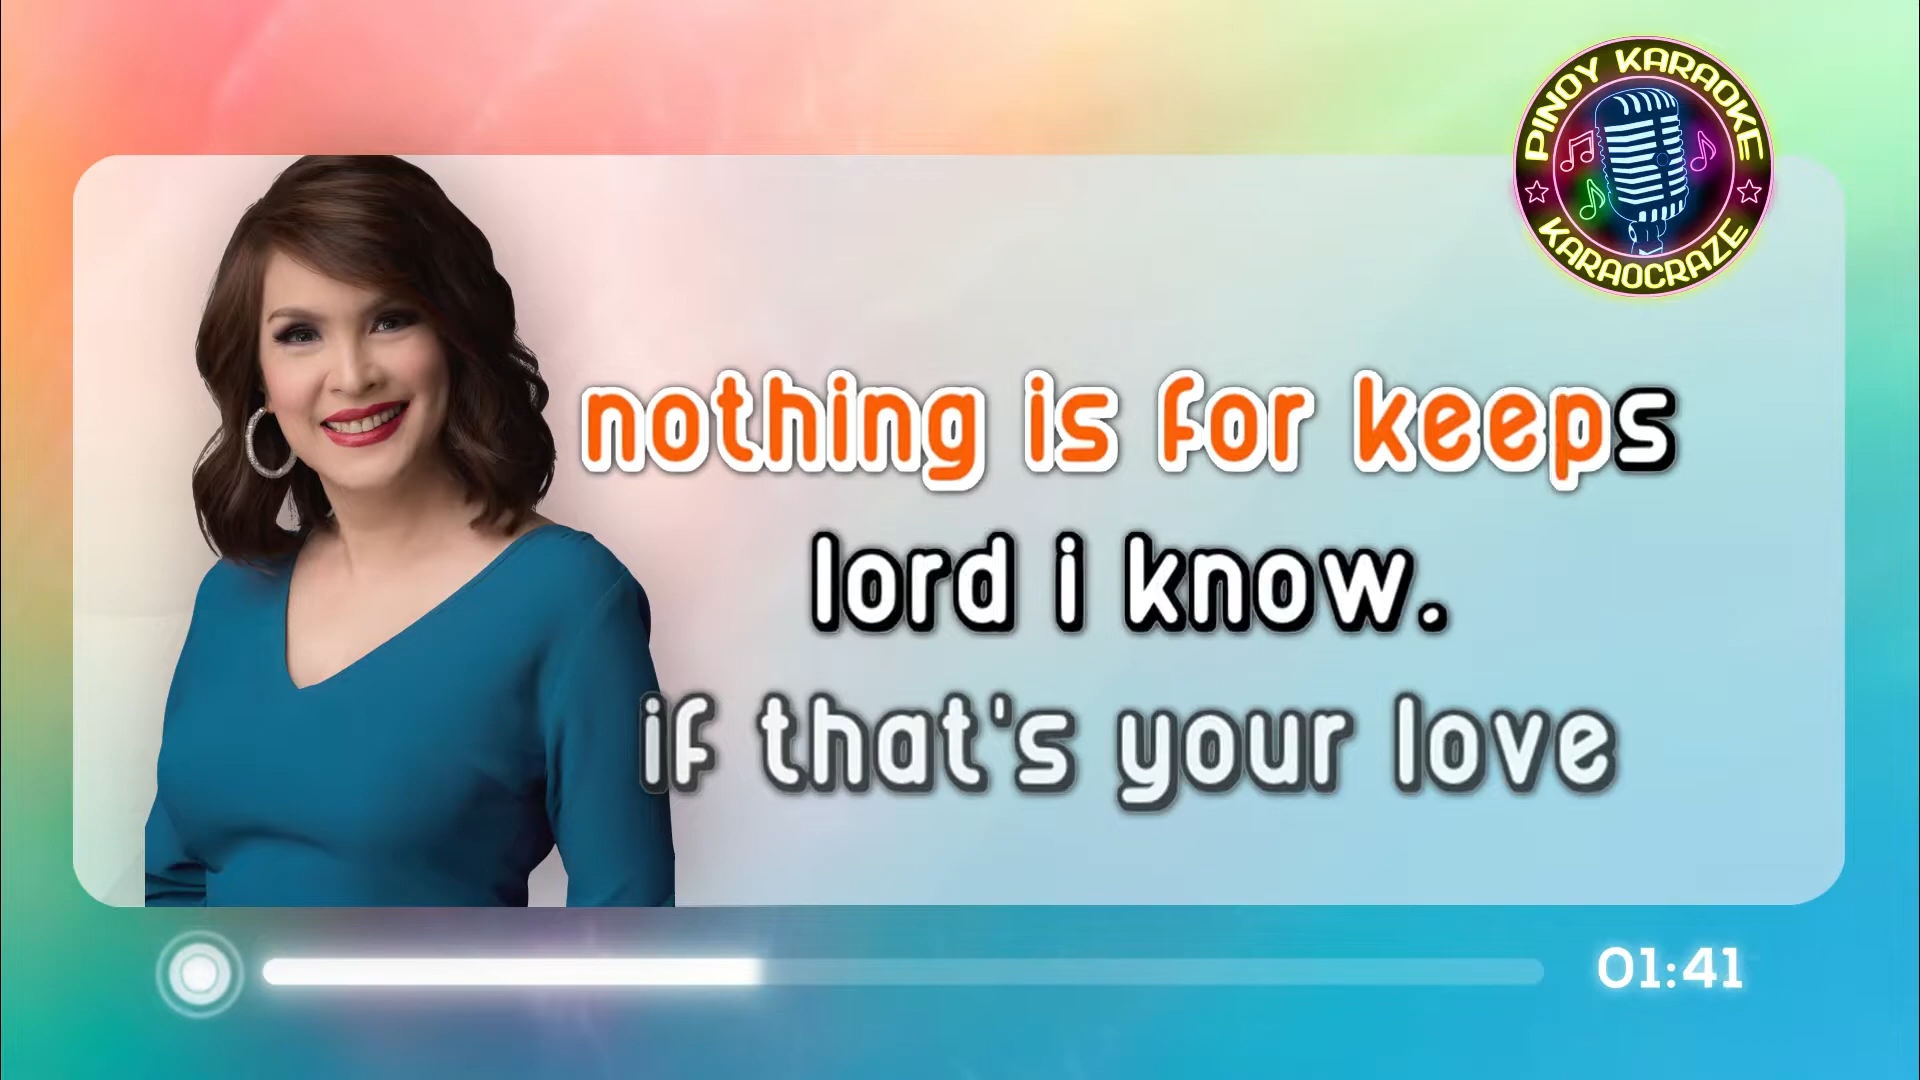 PINOY KARAOKE
KARAOCRAZE
nothing is for keeps
lord i know.
if that's your love
01:41